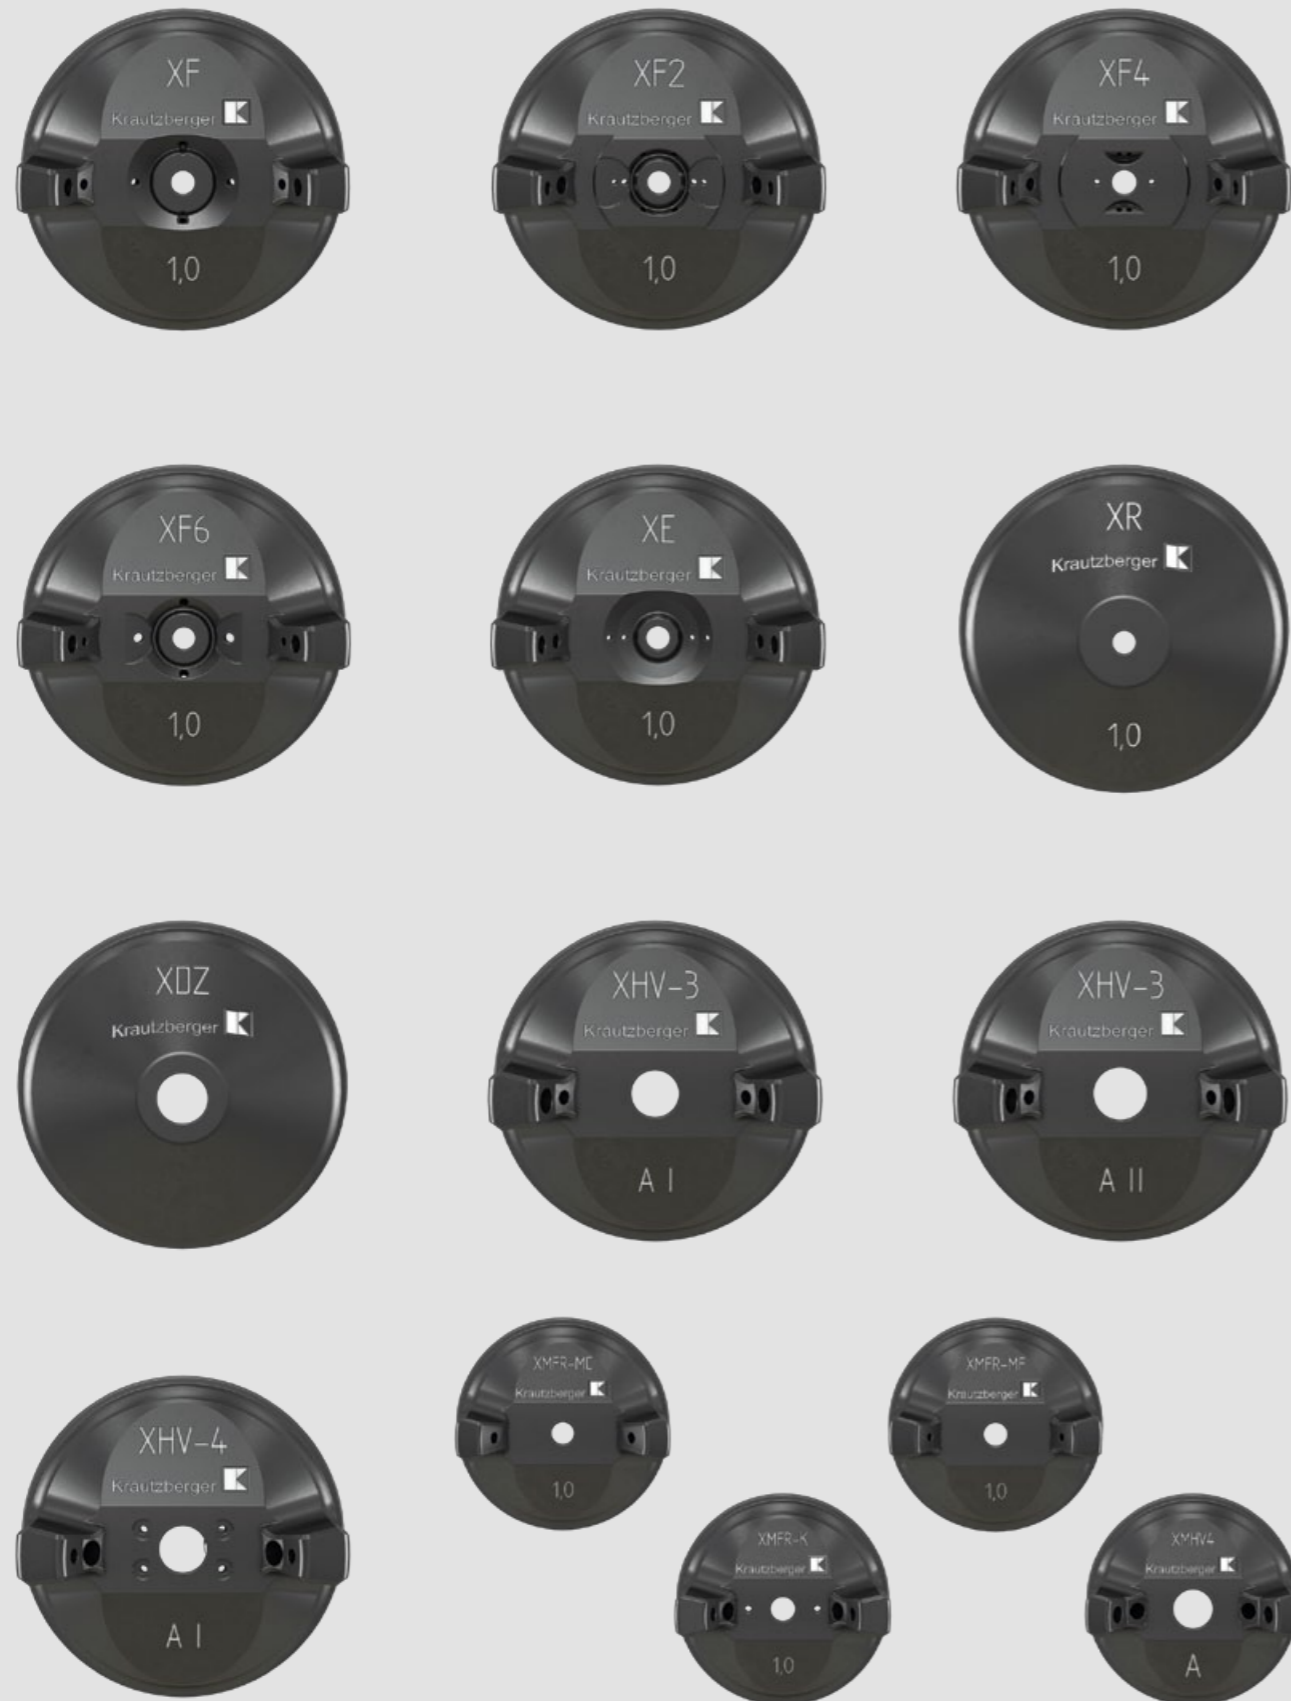 XF
Krautzberger K
1,0
XF2
Krautzberger K
1,0
XF4
Krautzberger K
1,0
XF6
Krautzberger K
1,0
XE
Krautzberger K
1,0
XR
Krautzberger K
1,0
XDZ
Krautzberger K
XHV-3
Krautzberger K
A I
XHV-3
Krautzberger K
A II
XHV-4
Krautzberger K
A I
XMFR-MC
Krautzberger K
1,0
XMFR-MF
Krautzberger K
1,0
XMFR-K
Krautzberger K
1,0
XMHV4
Krautzberger K
A